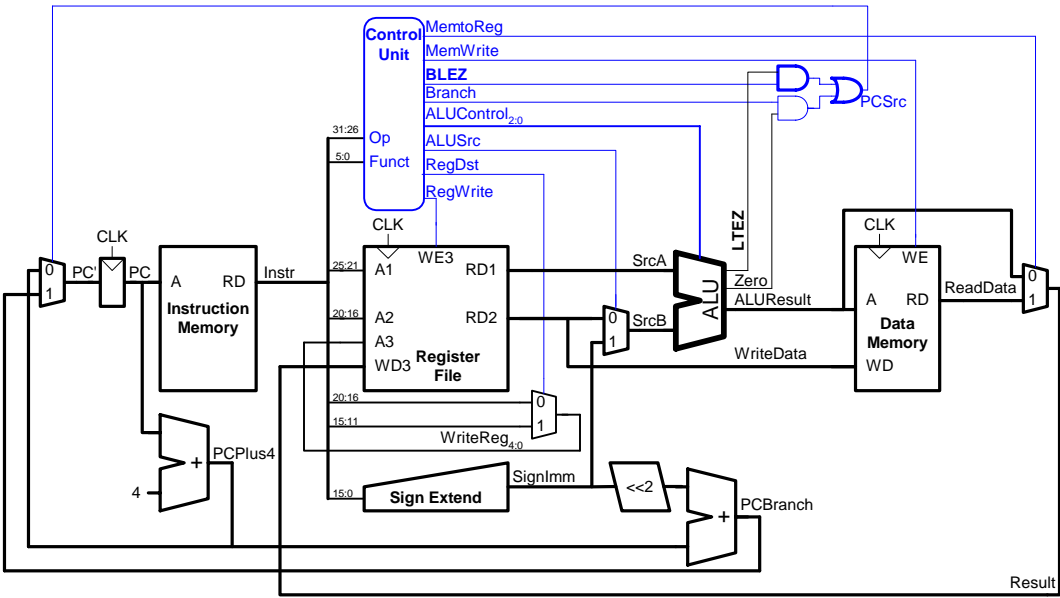 MemtoReg
Control
Unit
MemWrite
BLEZ
Branch
PCSrc
ALUControl2:0
31:26
Op
ALUSrc
5:0
Funct
RegDst
RegWrite
LTEZ
CLK
CLK
CLK
WE3
WE
0
1
PC'
PC
A
RD
Instr
25:21
A1
RD1
SrcA
Zero
ALU
ALUResult
0
1
ReadData
Instruction
Memory
20:16
A2
RD2
0
1
SrcB
A
RD
A3
Data
Memory
WD3
Register
File
WriteData
WD
20:16
0
15:11
1
WriteReg4:0
PCPlus4
+
4
SignImm
15:0
Sign Extend
<<2
PCBranch
+
Result